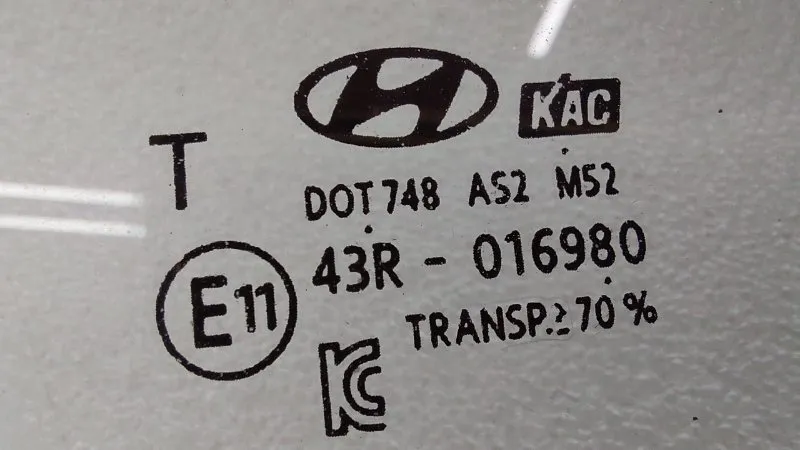 KAC
T
DOT 748 AS2 M52
43R - 016980
E11
TRANSP.≥70%
KC